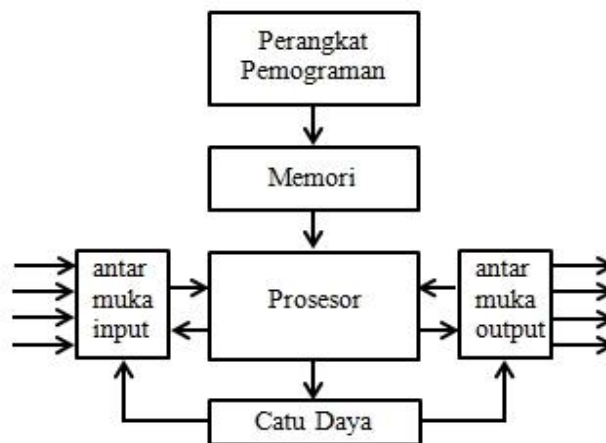 Perangkat
Pemograman
Memori
antar
muka
input
Prosesor
antar
muka
output
Catu Daya